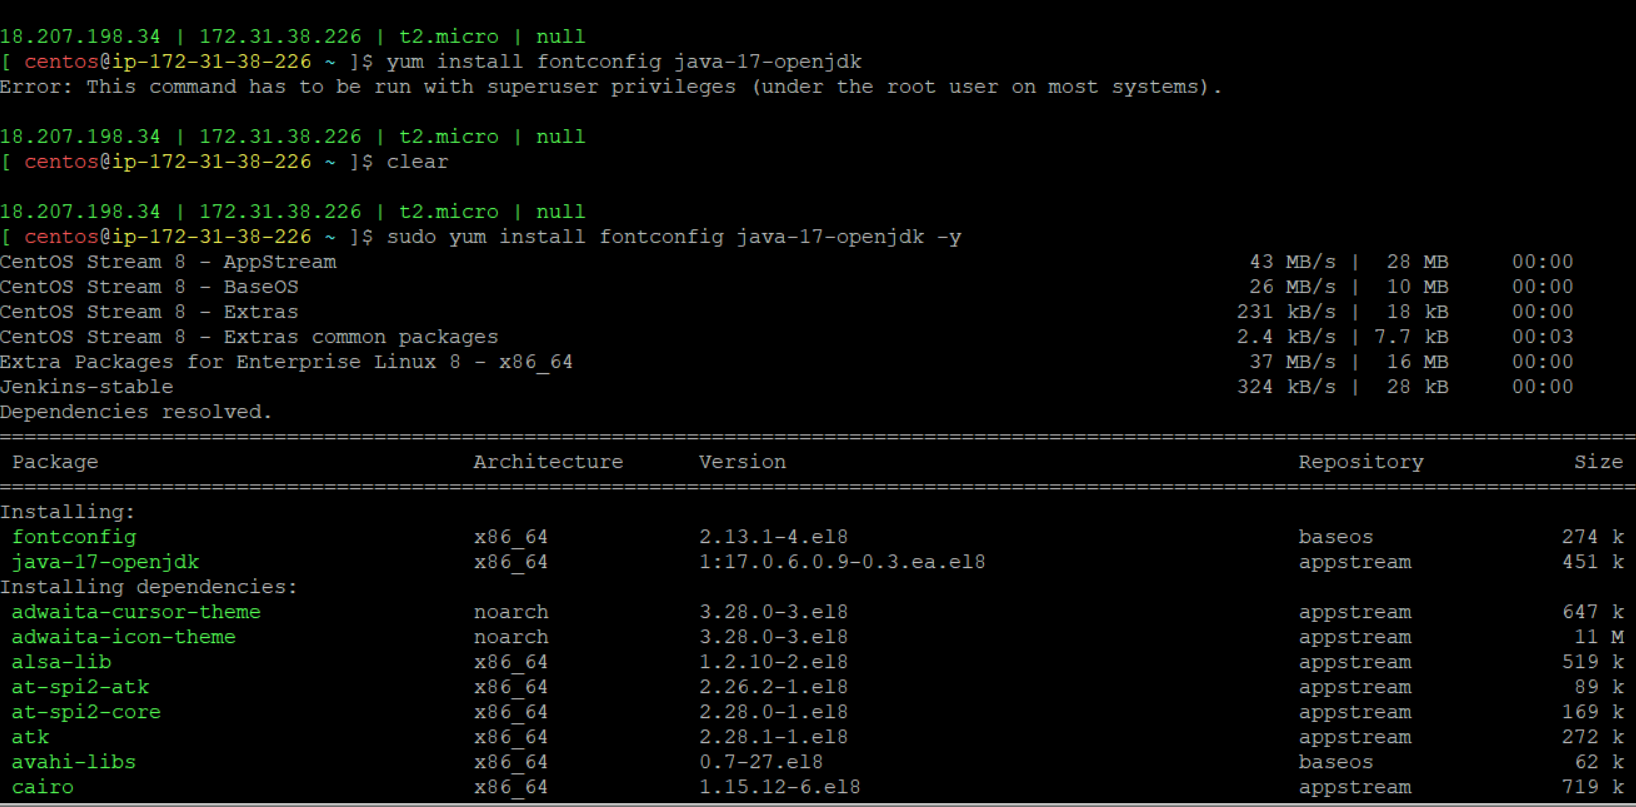 18.207.198.34 | 172.31.38.226 | t2.micro | null
[ centos@ip-172-31-38-226 ~ ]$ yum install fontconfig java-17-openjdk
Error: This command has to be run with superuser privileges (under the root user on most systems).
18.207.198.34 | 172.31.38.226 | t2.micro | null
[ centos@ip-172-31-38-226 ~ ]$ clear
18.207.198.34 | 172.31.38.226 | t2.micro | null
[ centos@ip-172-31-38-226 ~ ]$ sudo yum install fontconfig java-17-openjdk -y
CentOS Stream 8 - AppStream 43 MB/s | 28 MB 00:00
CentOS Stream 8 - BaseOS 26 MB/s | 10 MB 00:00
CentOS Stream 8 - Extras 231 kB/s | 18 kB 00:00
CentOS Stream 8 - Extras common packages 2.4 kB/s | 7.7 kB 00:03
Extra Packages for Enterprise Linux 8 - x86_64 37 MB/s | 16 MB 00:00
Jenkins-stable 324 kB/s | 28 kB 00:00
Dependencies resolved.
Package Architecture Version Repository Size
Installing:
fontconfig x86_64 2.13.1-4.el8 baseos 274 k
java-17-openjdk x86_64 1:17.0.6.0.9-0.3.ea.el8 appstream 451 k
Installing dependencies:
adwaita-cursor-theme noarch 3.28.0-3.el8 appstream 647 k
adwaita-icon-theme noarch 3.28.0-3.el8 appstream 11 M
alsa-lib x86_64 1.2.10-2.el8 appstream 519 k
at-spi2-atk x86_64 2.26.2-1.el8 appstream 89 k
at-spi2-core x86_64 2.28.0-1.el8 appstream 169 k
atk x86_64 2.28.1-1.el8 appstream 272 k
avahi-libs x86_64 0.7-27.el8 baseos 62 k
cairo x86_64 1.15.12-6.el8 appstream 719 k